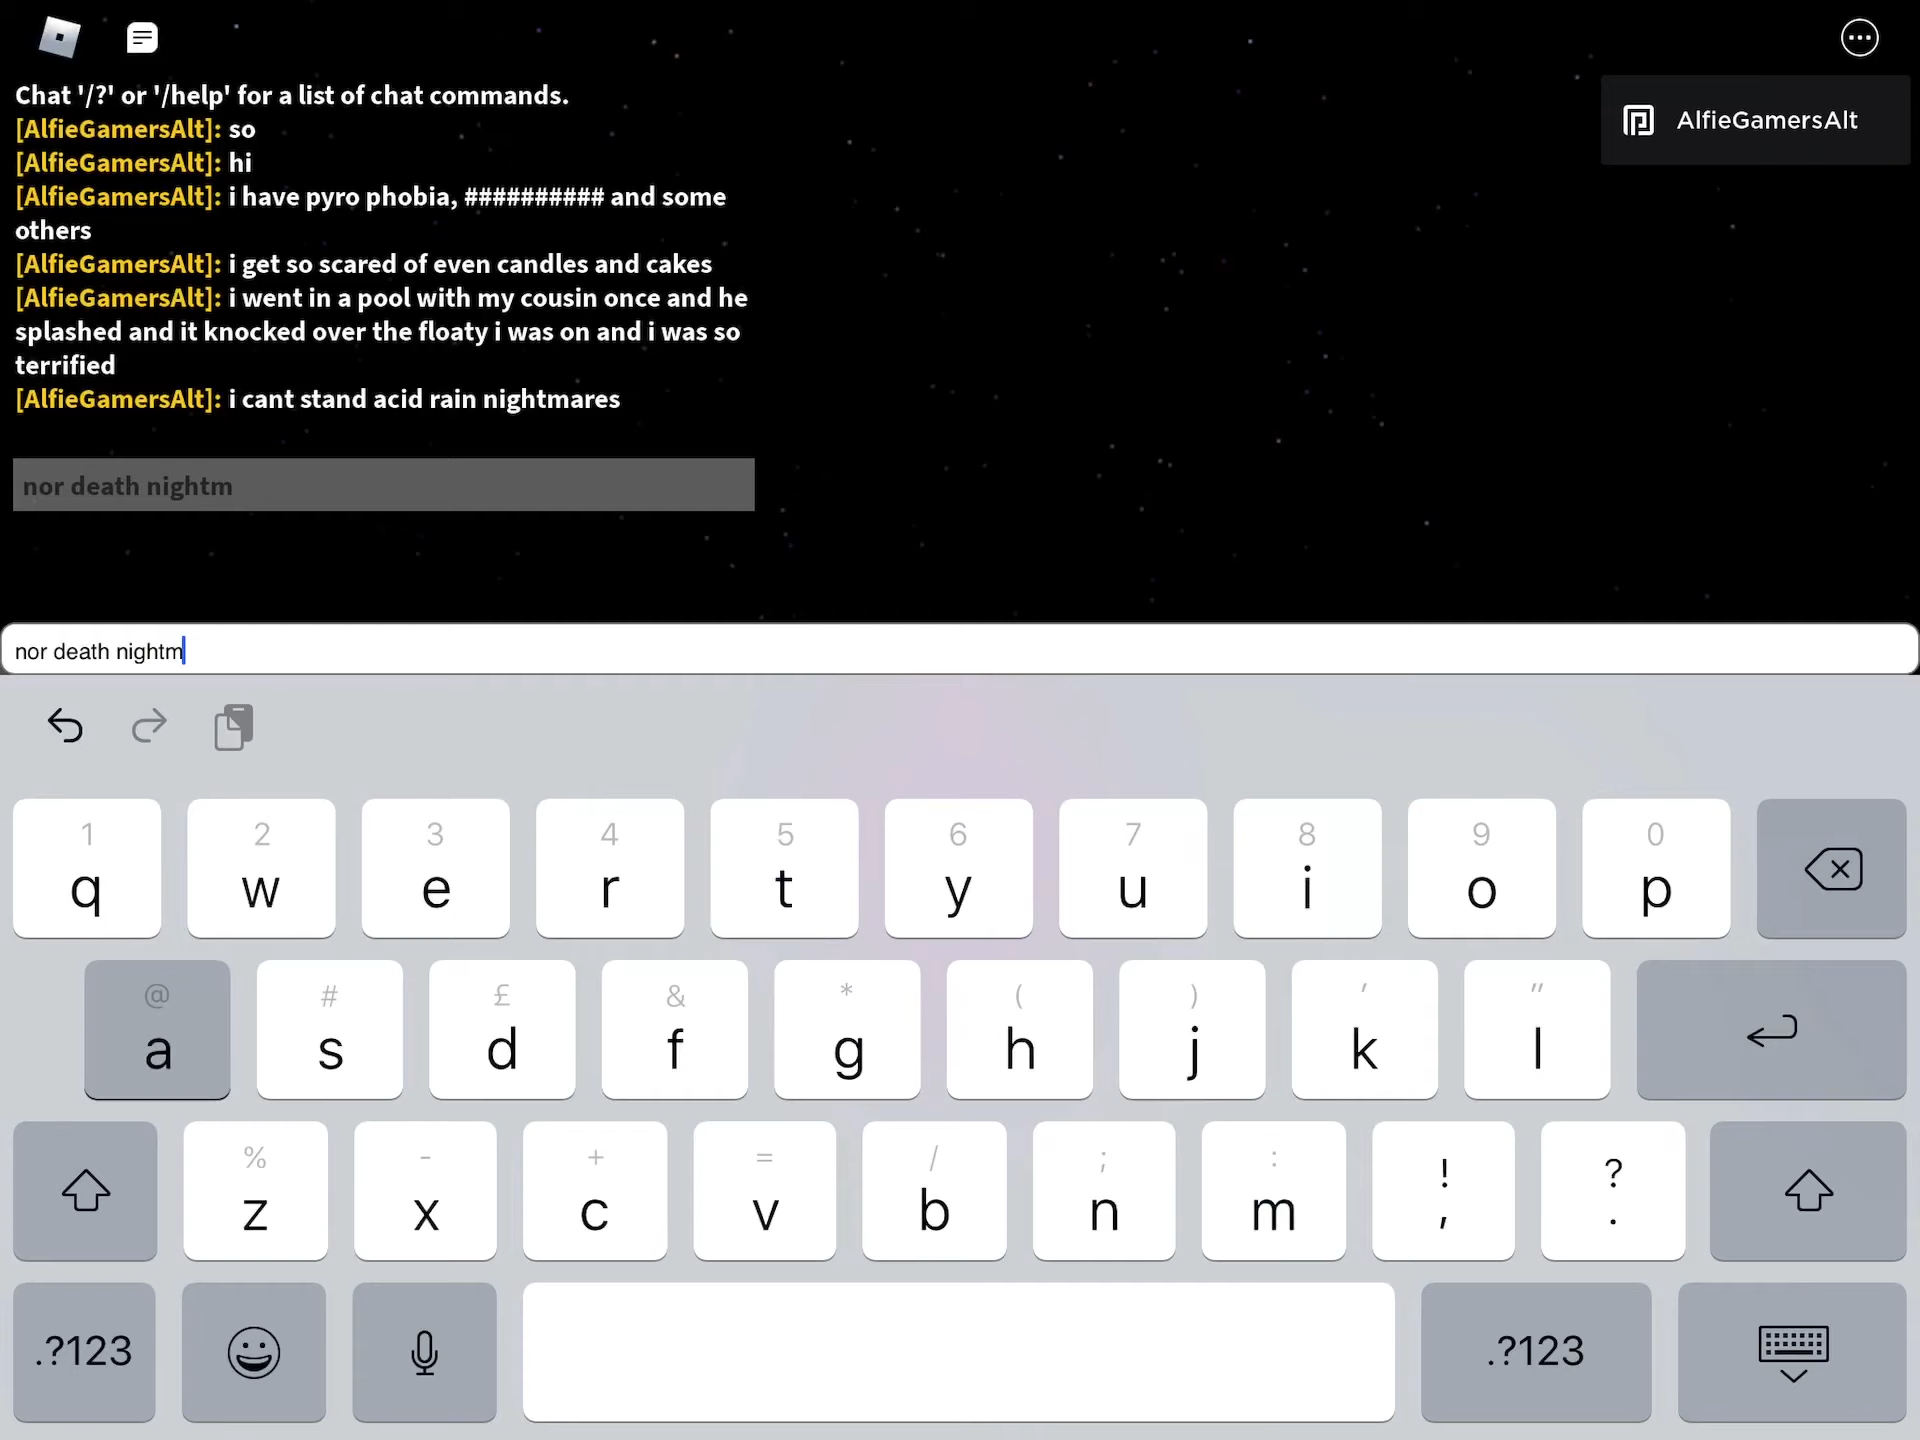 Chat '/?' or '/help' for a list of chat commands.
[AlfieGamersAlt]: so
[AlfieGamersAlt]: hi
[AlfieGamersAlt]: i have pyro phobia, ########## and some
others
[AlfieGamersAlt]: i get so scared of even candles and cakes
[AlfieGamersAlt]: i went in a pool with my cousin once and he
splashed and it knocked over the floaty i was on and i was so
terrified
[AlfieGamersAlt]: i cant stand acid rain nightmares
AlfieGamersAlt
nor death nightm
nor death nightm
1 2 3 4 5 6 7 8 9 0
q w e r t y u i o p
@ # £ & * ( ) ' "
a s d f g h j k l
% - + = / ; : ! ?
z x c v b n m , .
.?123 .?123